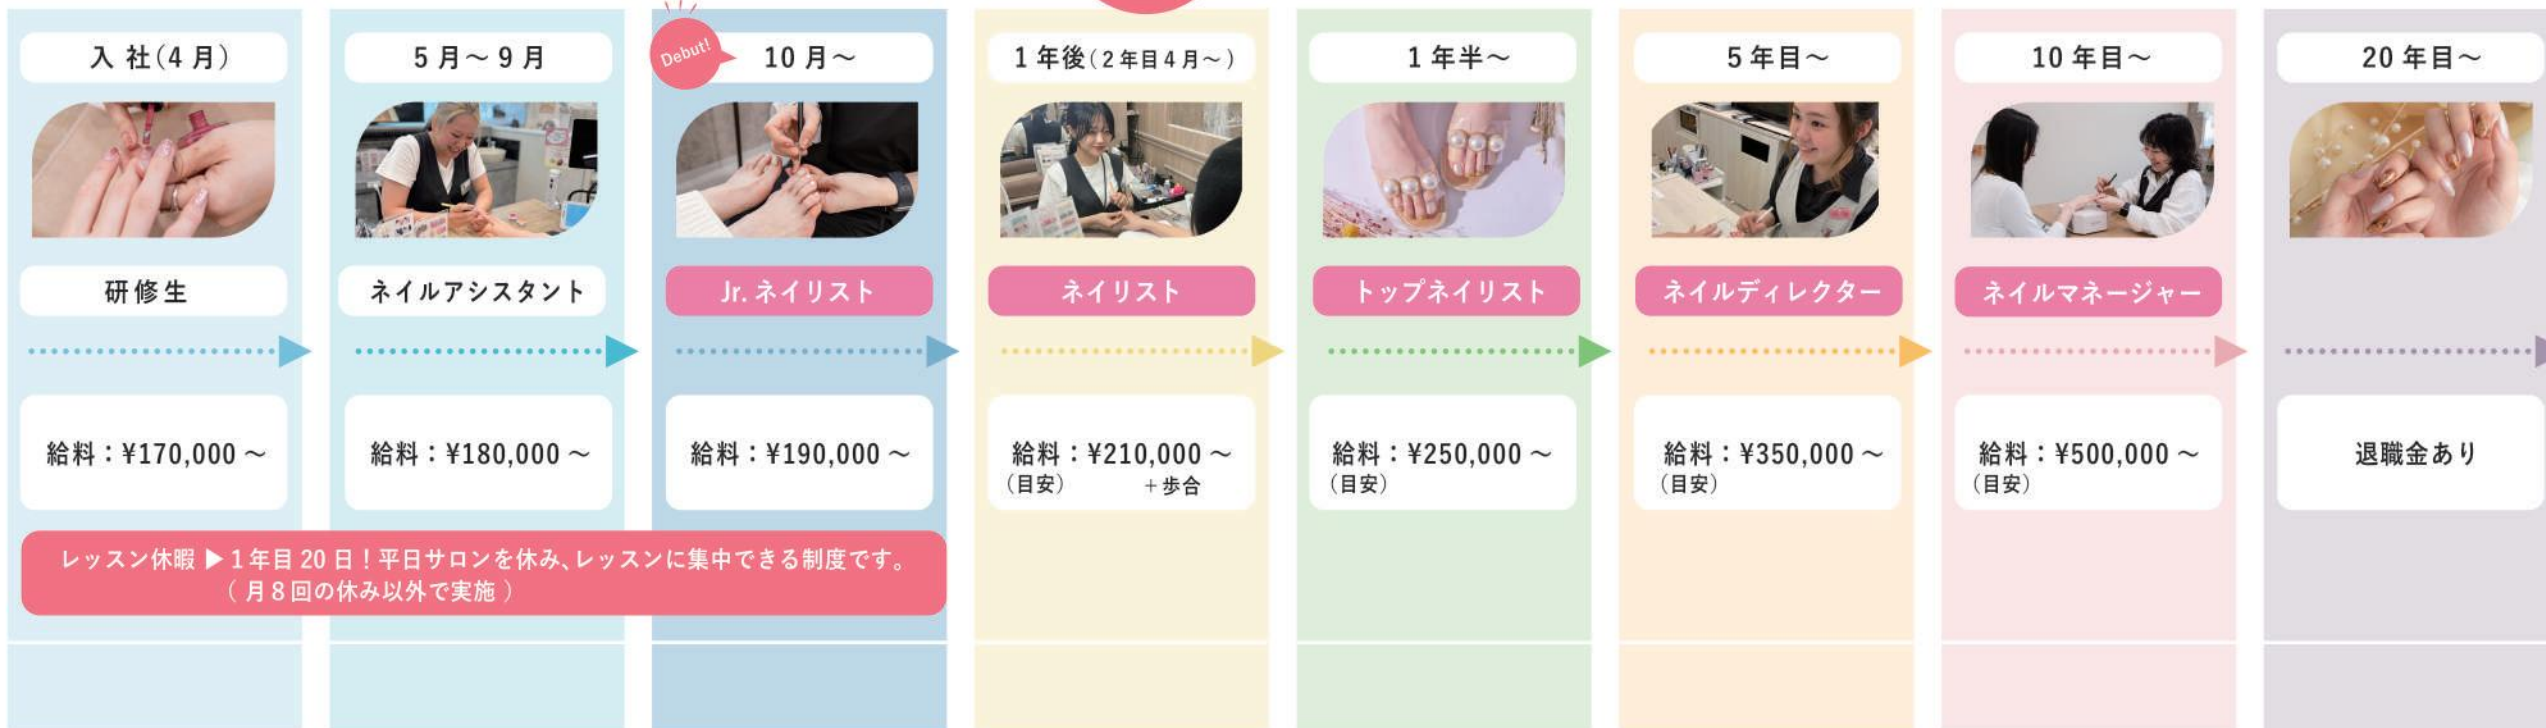 入 社(4 月)
5 月～ 9 月
Debut!
10 月～
1 年後(2 年目 4 月～)
1 年半～
5 年目～
10 年目～
20 年目～
研修生
ネイルアシスタント
Jr. ネイリスト
ネイリスト
トップネイリスト
ネイルディレクター
ネイルマネージャー
給料：¥170,000 ～
給料：¥180,000 ～
給料：¥190,000 ～
給料：¥210,000 ～
(目安) +歩合
給料：¥250,000 ～
(目安)
給料：¥350,000 ～
(目安)
給料：¥500,000 ～
(目安)
退職金あり
レッスン休暇 ▶ 1 年目 20 日！平日サロンを休み、レッスンに集中できる制度です。
( 月 8 回の休み以外で実施 )